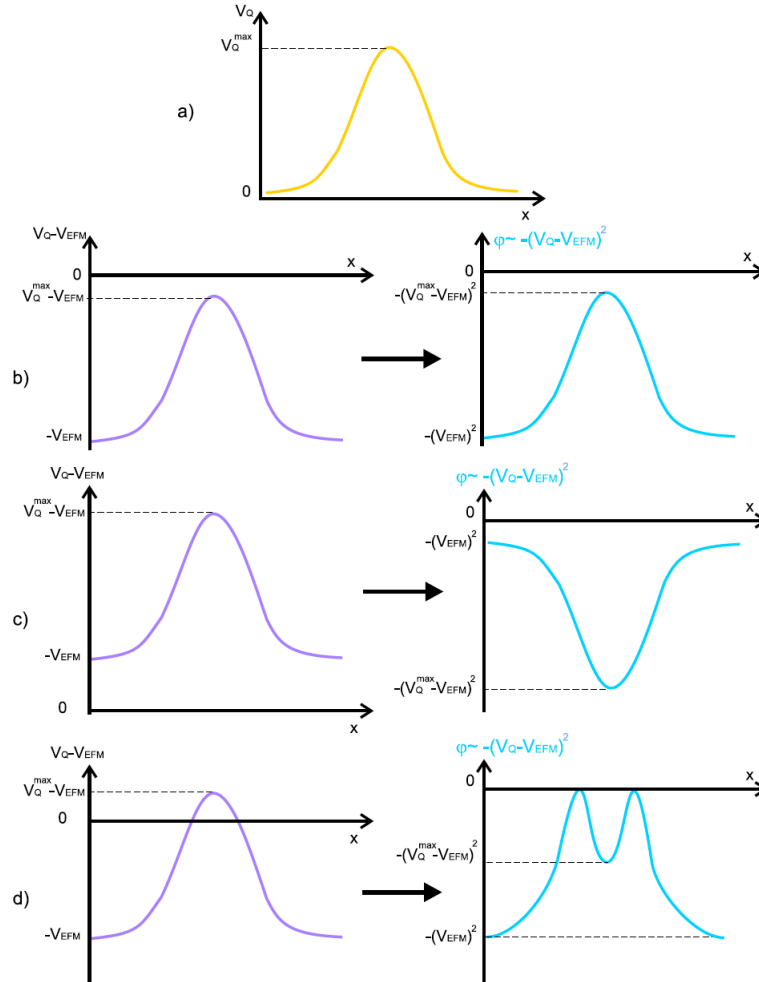 V_Q
V_Q^max
a)
0
x
V_Q–V_EFM
0
x
V_Q^max–V_EFM
b)
–V_EFM
φ~ –(V_Q–V_EFM)^2
0
x
–(V_Q^max–V_EFM)^2
–(V_EFM)^2
V_Q–V_EFM
V_Q^max–V_EFM
c)
–V_EFM
0
x
φ~ –(V_Q–V_EFM)^2
0
x
–(V_EFM)^2
–(V_Q^max–V_EFM)^2
V_Q–V_EFM
V_Q^max–V_EFM
0
x
d)
–V_EFM
φ~ –(V_Q–V_EFM)^2
0
x
–(V_Q^max–V_EFM)^2
–(V_EFM)^2